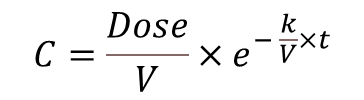 C = Dose/V × e^(−k/V × t)